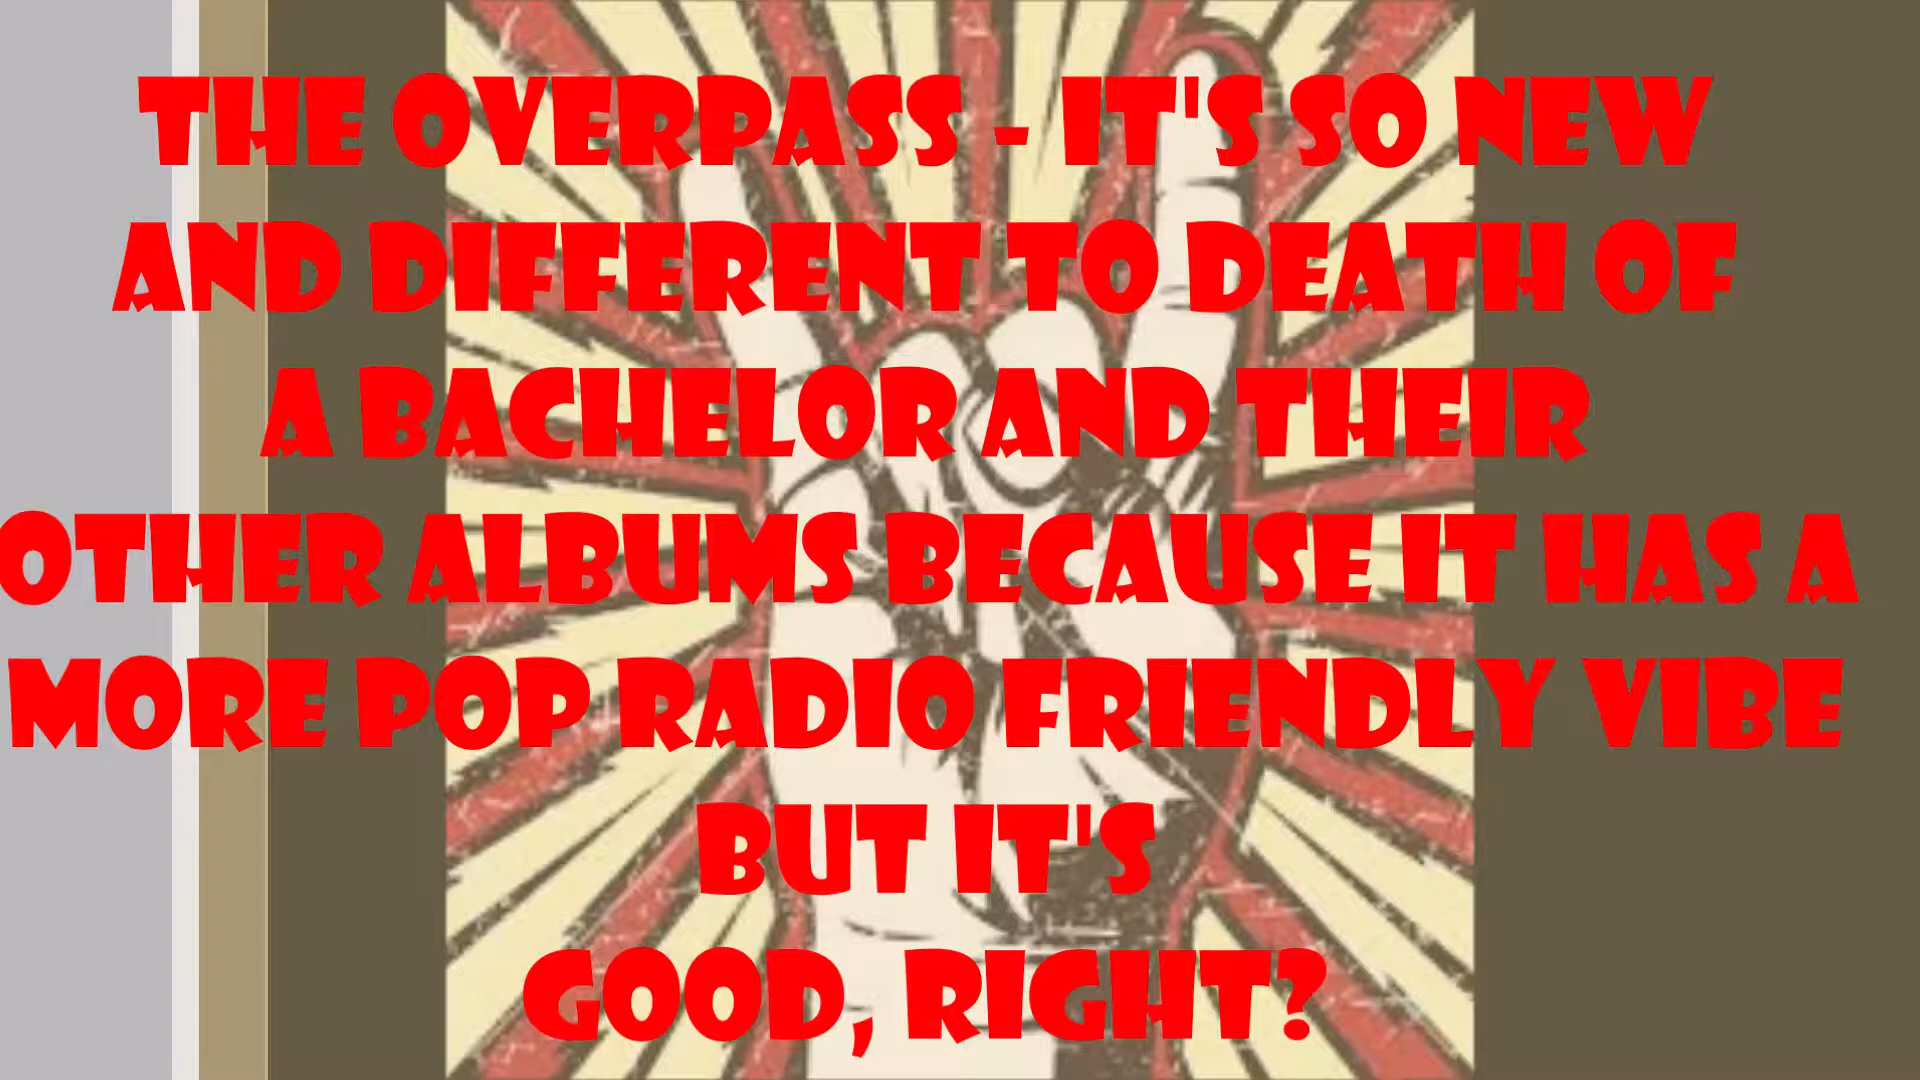 THE OVERPASS - IT'S SO NEW
AND DIFFERENT TO DEATH OF
A BACHELOR AND THEIR
OTHER ALBUMS BECAUSE IT HAS A
MORE POP RADIO FRIENDLY VIBE
BUT IT'S
GOOD, RIGHT?